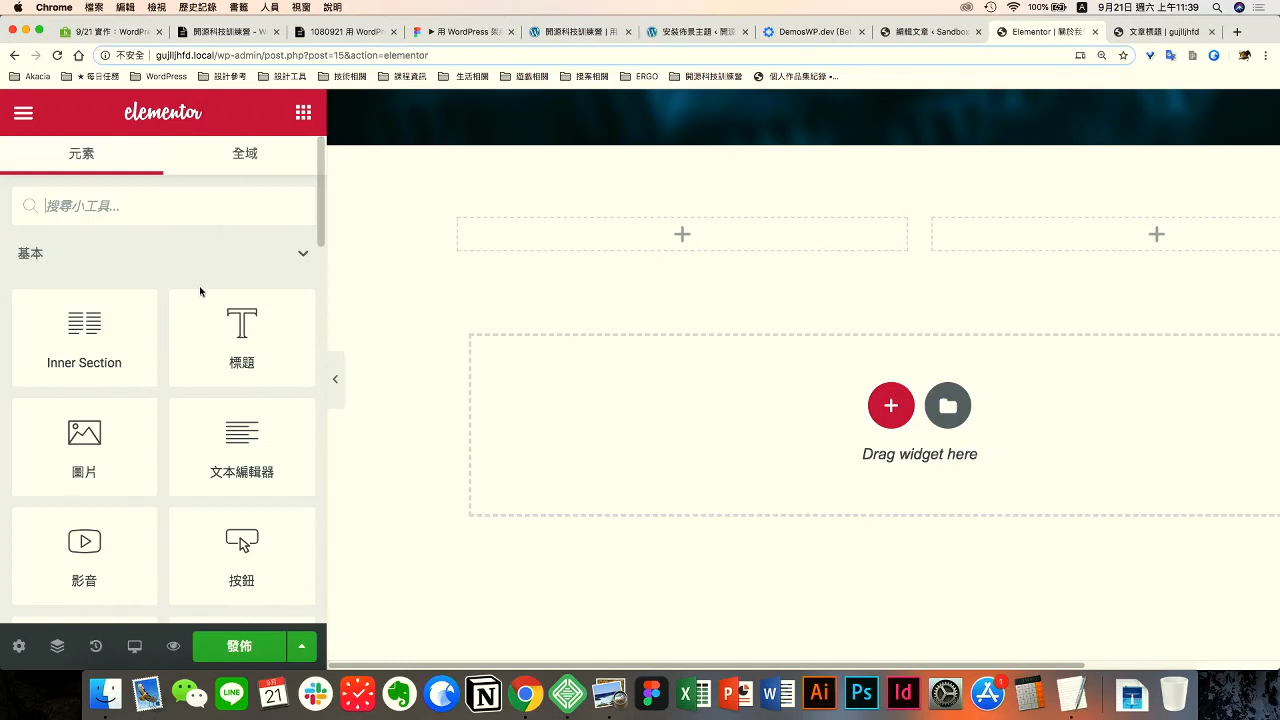 Chrome 檔案 編輯 檢視 歷史記錄 書籤 人員 視窗 說明 100% 9月21日 週六 上午11:39
9/21 實作：WordPr 開源科技訓練營 - W 1080921 用 WordPr ► 用 WordPress 架 開源科技訓練營 | 用 安裝佈景主題 < 開源 DemosWP.dev (Bet 編輯文章 < Sandbox Elementor | 關於我 文章標題 | gujlljhfd
不安全 gujlljhfd.local/wp-admin/post.php?post=15&action=elementor
Akacia ★ 每日任務 WordPress 設計參考 設計工具 技術相關 課程資訊 生活相關 遊戲相關 接案相關 ERGO 開源科技訓練營 個人作品集紀錄 -...
elementor
元素 全域
搜尋小工具...
基本
Inner Section 標題
圖片 文本編輯器
影音 按鈕
Drag widget here
發佈
LINE 9月 21 Ai Ps Id 1